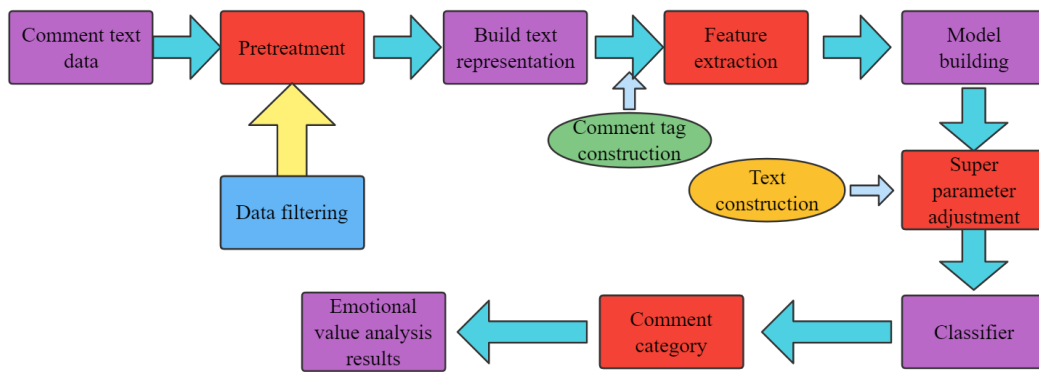 Comment text
data
Pretreatment
Build text
representation
Feature
extraction
Model
building
Comment tag
construction
Text
construction
Super
parameter
adjustment
Data filtering
Emotional
value analysis
results
Comment
category
Classifier